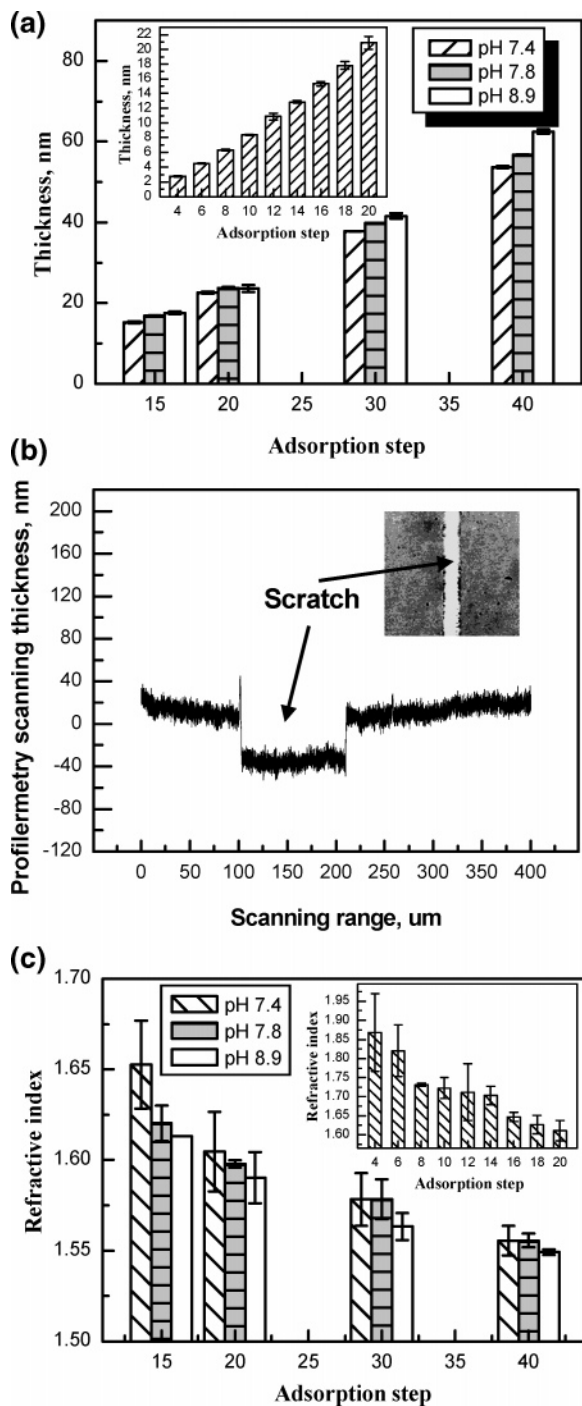 (a)
80
60
40
20
0
Thickness, nm
22
20
18
16
14
12
10
8
6
4
2
0
Thickness, nm
4 6 8 10 12 14 16 18 20
Adsorption step
pH 7.4
pH 7.8
pH 8.9
15 20 25 30 35 40
Adsorption step
(b)
200
160
120
80
40
0
-40
-80
-120
Profilermetry scanning thickness, nm
Scratch
0 50 100 150 200 250 300 350 400
Scanning range, um
(c)
1.70
1.65
1.60
1.55
1.50
Refractive index
pH 7.4
pH 7.8
pH 8.9
1.95
1.90
1.85
1.80
1.75
1.70
1.65
1.60
Refractive index
4 6 8 10 12 14 16 18 20
Adsorption step
15 20 25 30 35 40
Adsorption step